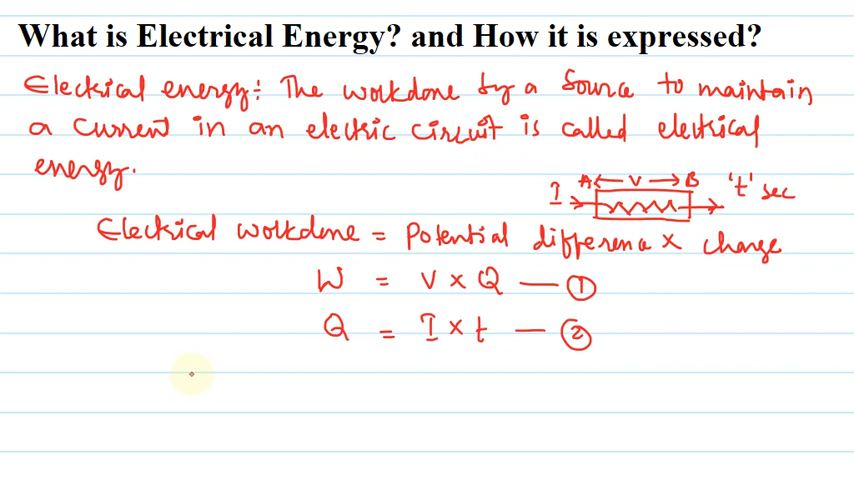 What is Electrical Energy? and How it is expressed?
Electrical energy: The workdone by a source to maintain
a current in an electric circuit is called electrical
energy.
I A V B 't' sec
Electrical workdone = potential difference x charge
W = V x Q — ①
Q = I x t — ②